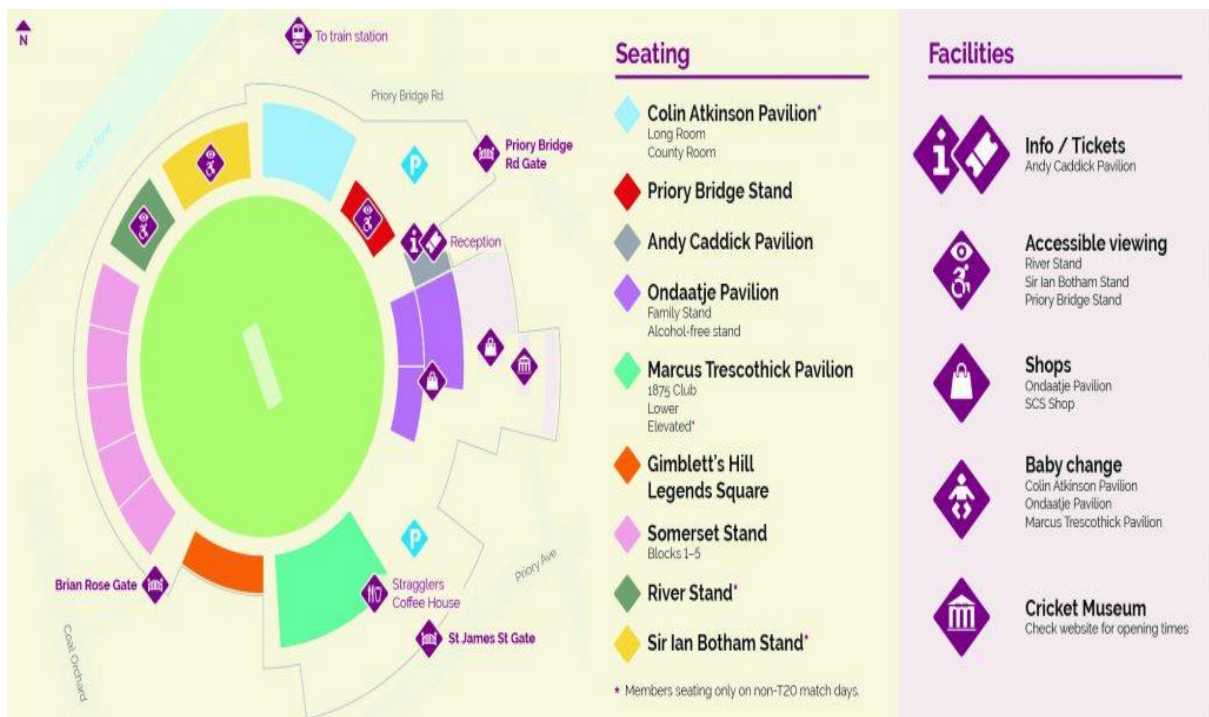 N
To train station
Priory Bridge Rd
River Tone
Priory Bridge
Rd Gate
P
i
Reception
P
Brian Rose Gate
Stragglers
Coffee House
Priory Ave
St James St Gate
Coal Orchard
Seating
Colin Atkinson Pavilion*
Long Room
County Room
Priory Bridge Stand
Andy Caddick Pavilion
Ondaatje Pavilion
Family Stand
Alcohol-free stand
Marcus Trescothick Pavilion
1875 Club
Lower
Elevated*
Gimblett's Hill
Legends Square
Somerset Stand
Blocks 1–5
River Stand*
Sir Ian Botham Stand*
* Members seating only on non-T20 match days.
Facilities
i
Info / Tickets
Andy Caddick Pavilion
Accessible viewing
River Stand
Sir Ian Botham Stand
Priory Bridge Stand
Shops
Ondaatje Pavilion
SCS Shop
Baby change
Colin Atkinson Pavilion
Ondaatje Pavilion
Marcus Trescothick Pavilion
Cricket Museum
Check website for opening times